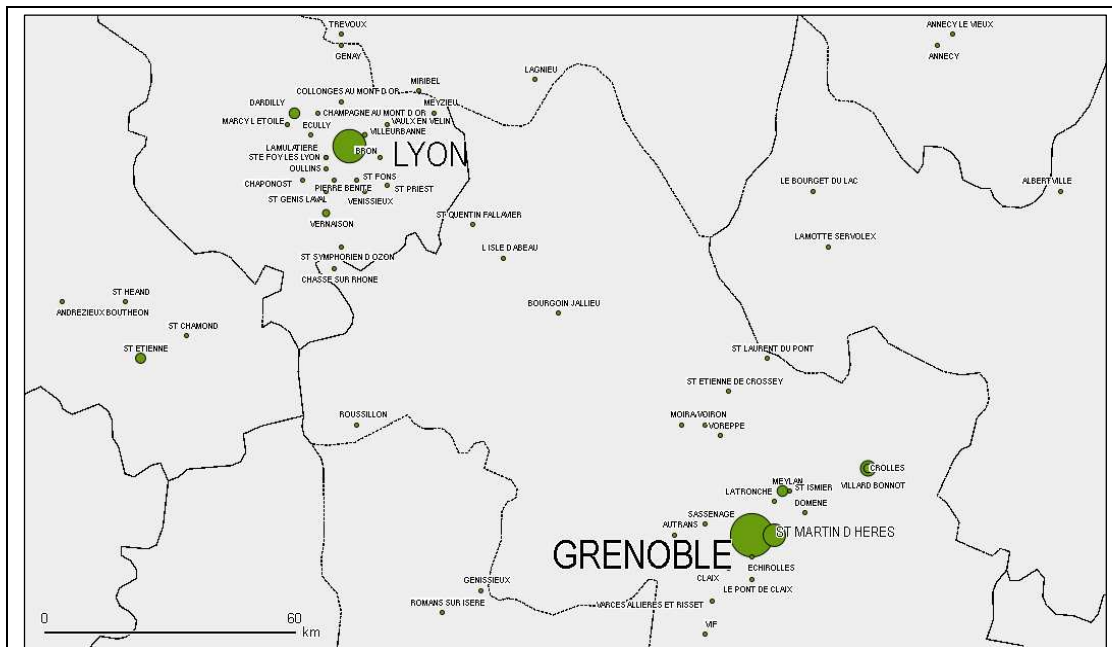 TREVOUX
GENAY
ANNECY LE VIEUX
ANNECY
LAGNIEU
MIRIBEL
COLLONGES AU MONT D OR
DARDILLY
MEYZIEU
CHAMPAGNE AU MONT D OR
MARCY L ETOILE
ECULLY
VAULX EN VELIN
VILLEURBANNE
LAMULATIERE
BRON
LYON
STE FOY LES LYON
OULLINS
ST FONS
CHAPONOST
PIERRE BENITE
ST PRIEST
ST GENIS LAVAL
VENISSIEUX
LE BOURGET DU LAC
ALBERTVILLE
VERNAISON
ST QUENTIN FALLAVIER
L ISLE D ABEAU
LAMOTTE SERVOLEX
ST SYMPHORIEN D OZON
CHASSE SUR RHONE
ST HEAND
ANDREZIEUX BOUTHEON
BOURGOIN JALLIEU
ST CHAMOND
ST ETIENNE
ST LAURENT DU PONT
ST ETIENNE DE CROSSEY
ROUSSILLON
MOIRA
VOIRON
VOREPPE
CROLLES
MEYLAN
VILLARD BONNOT
ST ISMIER
LATRONCHE
DOMENE
SASSENAGE
AUTRANS
ST MARTIN D HERES
GRENOBLE
ECHIROLLES
CLAIX
LE PONT DE CLAIX
GENISSIEUX
ROMANS SUR ISERE
VARCES ALLIERES ET RISSET
VIF
0 60
km